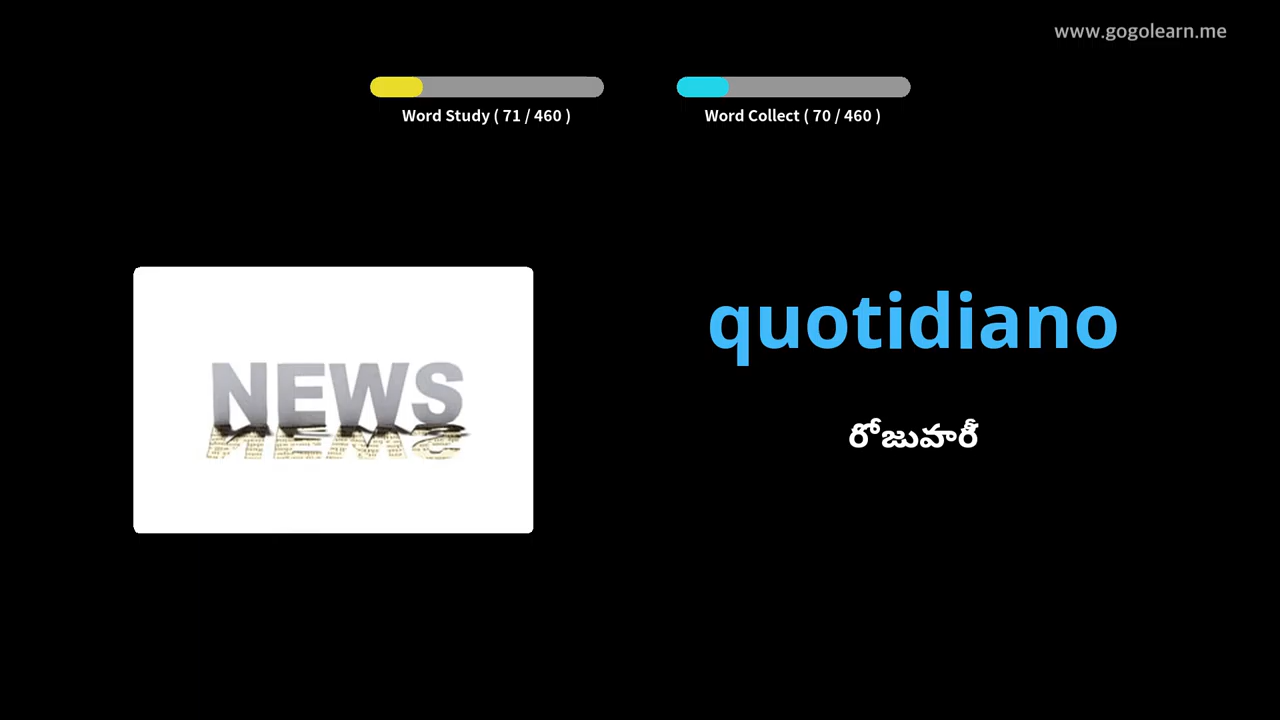 www.gogolearn.me
Word Study ( 71 / 460 )
Word Collect ( 70 / 460 )
NEWS
quotidiano
రోజువారీ